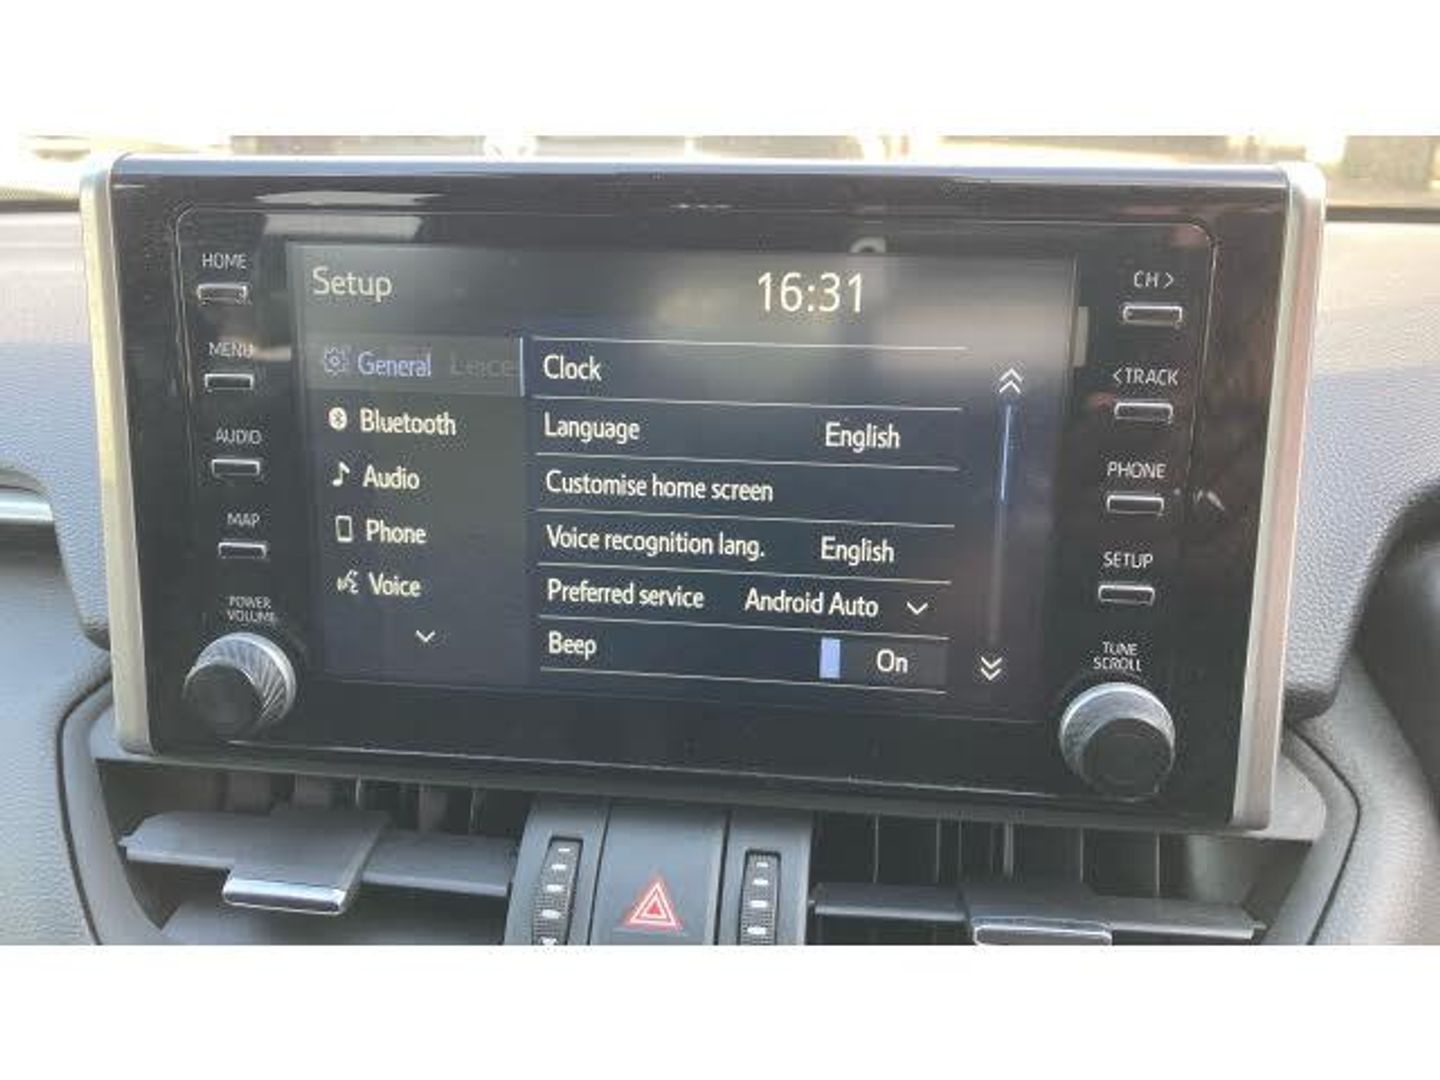 HOME
MENU
AUDIO
MAP
POWER
VOLUME
Setup
16:31
General
Bluetooth
Audio
Phone
Voice
Clock
Language English
Customise home screen
Voice recognition lang. English
Preferred service Android Auto
Beep On
CH >
<TRACK
PHONE
SETUP
TUNE
SCROLL